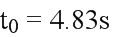 t₀ = 4.83s